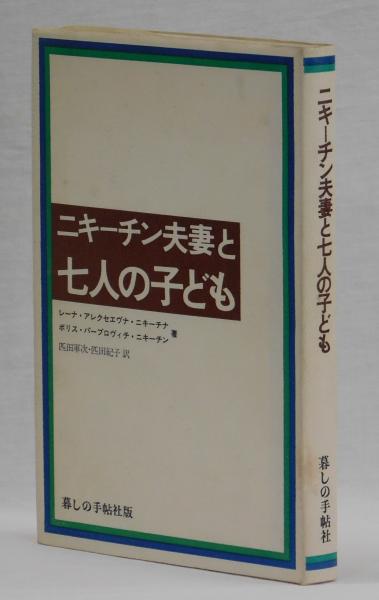 ニキーチン夫妻と
七人の子ども
レーナ・アレクセエヴナ・ニキーチナ
ボリス・パーブロヴィチ・ニキーチン
著
匹田軍次・匹田紀子 訳
暮しの手帖社版
ニキーチン夫妻と七人の子ども
暮しの手帖社